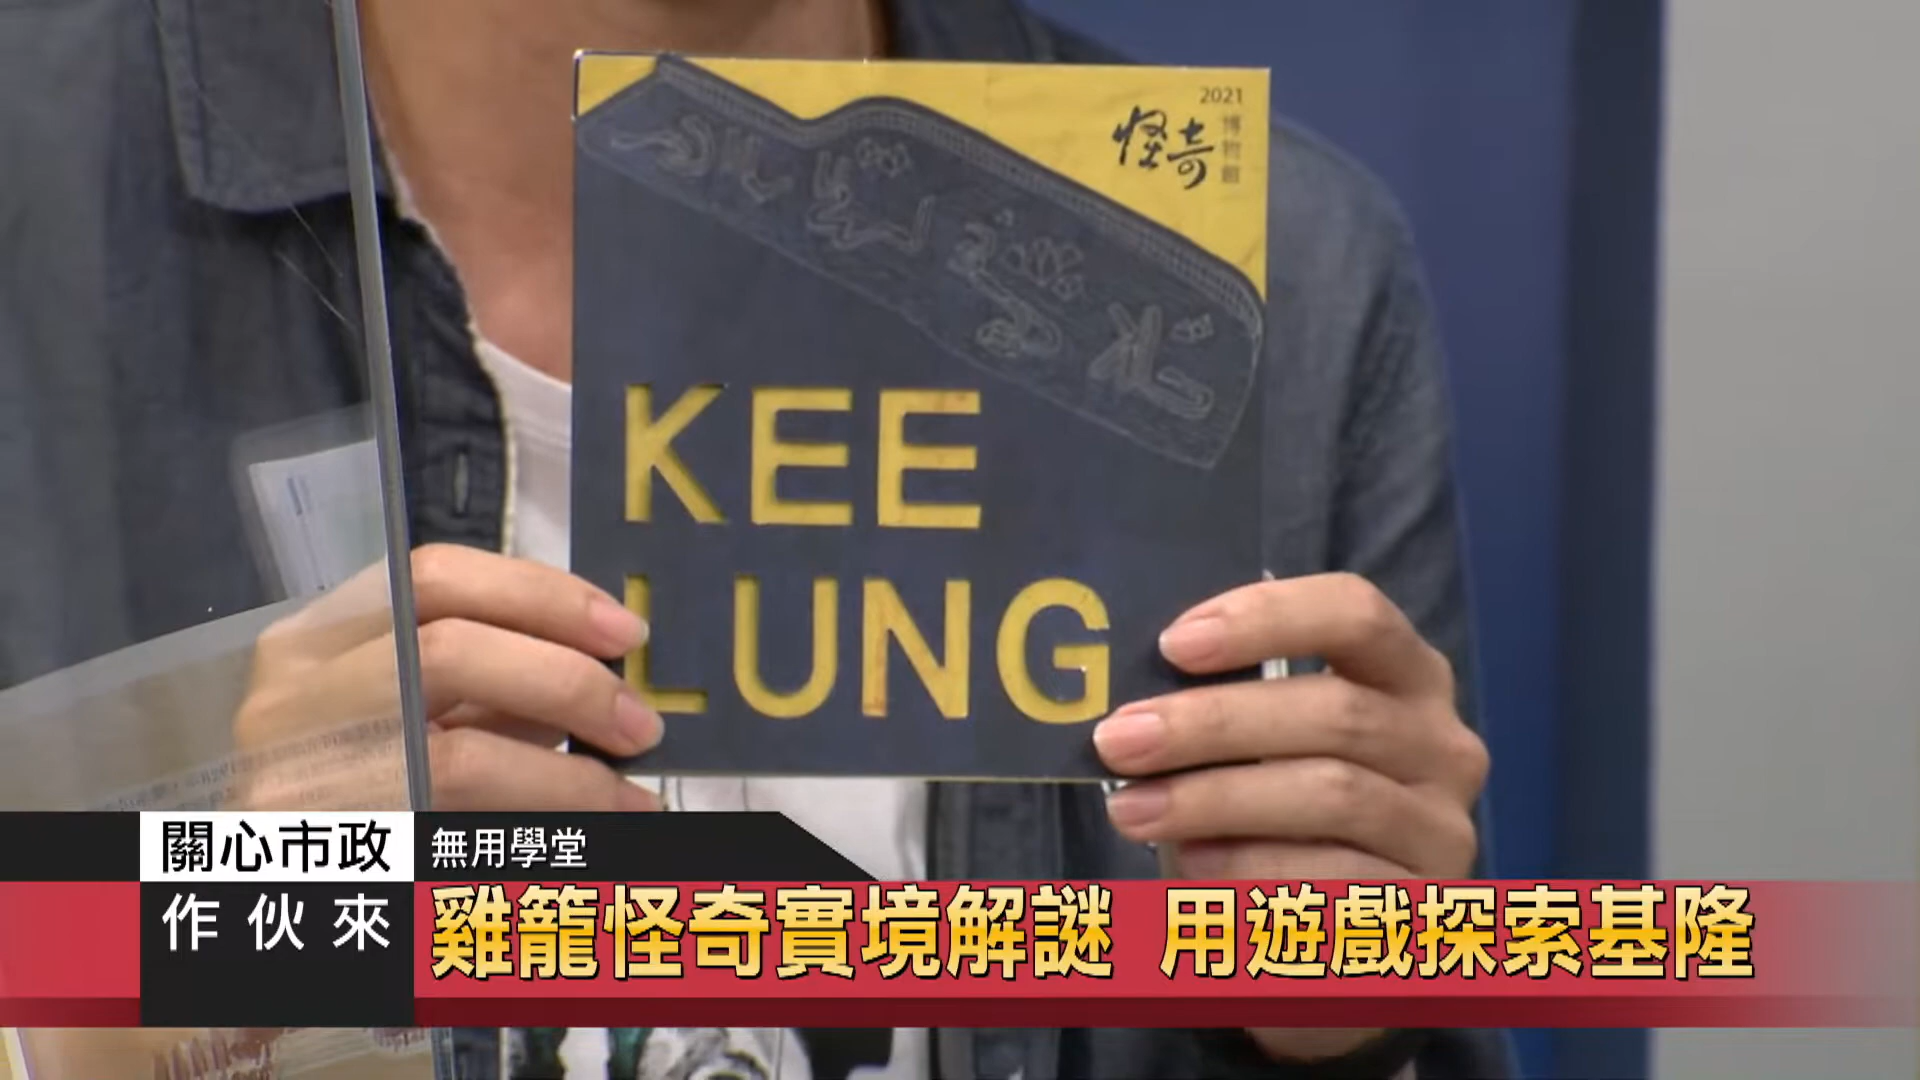 2021
怪奇
博物館
KEE
LUNG
關心市政
無用學堂
作伙來
雞籠怪奇實境解謎 用遊戲探索基隆